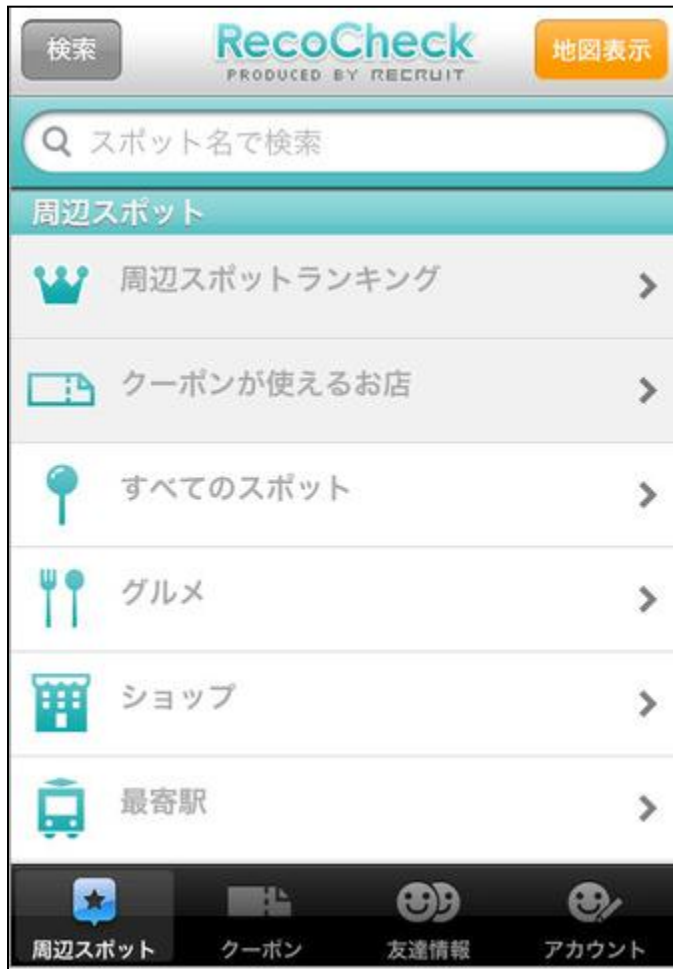 検索
RecoCheck
PRODUCED BY RECRUIT
地図表示
スポット名で検索
周辺スポット
周辺スポットランキング
クーポンが使えるお店
すべてのスポット
グルメ
ショップ
最寄駅
周辺スポット
クーポン
友達情報
アカウント